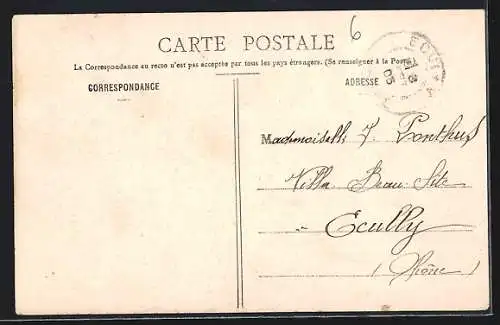 6
CARTE POSTALE
La Correspondance au recto n'est pas acceptée par tous les pays étrangers. (Se renseigner à la Poste)
CORRESPONDANCE
ADRESSE
Mademoiselle J. Ponthus
Villa Beau Site
à Ecully
(Rhône)